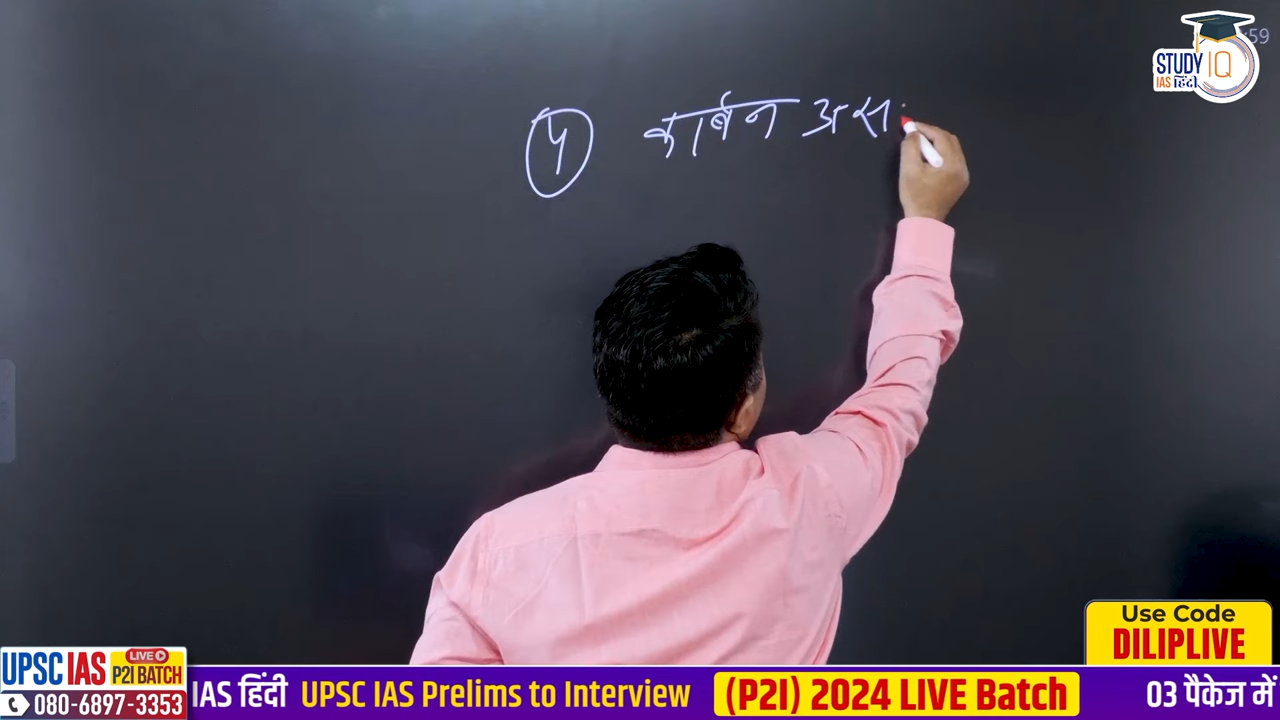 STUDY IQ
IAS हिंदी
५ कार्बन अस
Use Code
DILIPLIVE
UPSC IAS LIVE P2I BATCH
080-6897-3353
IAS हिंदी UPSC IAS Prelims to Interview (P2I) 2024 LIVE Batch 03 पैकेज में